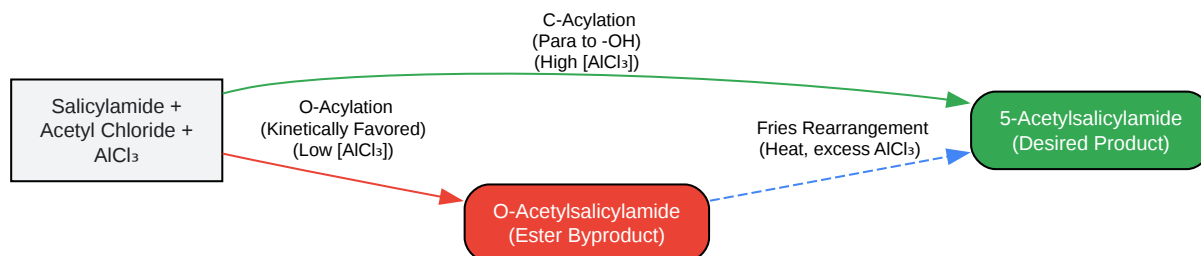 C-Acylation
(Para to -OH)
(High [AlCl₃])
Salicylamide +
Acetyl Chloride +
AlCl₃
O-Acylation
(Kinetically Favored)
(Low [AlCl₃])
Fries Rearrangement
(Heat, excess AlCl₃)
5-Acetylsalicylamide
(Desired Product)
O-Acetylsalicylamide
(Ester Byproduct)